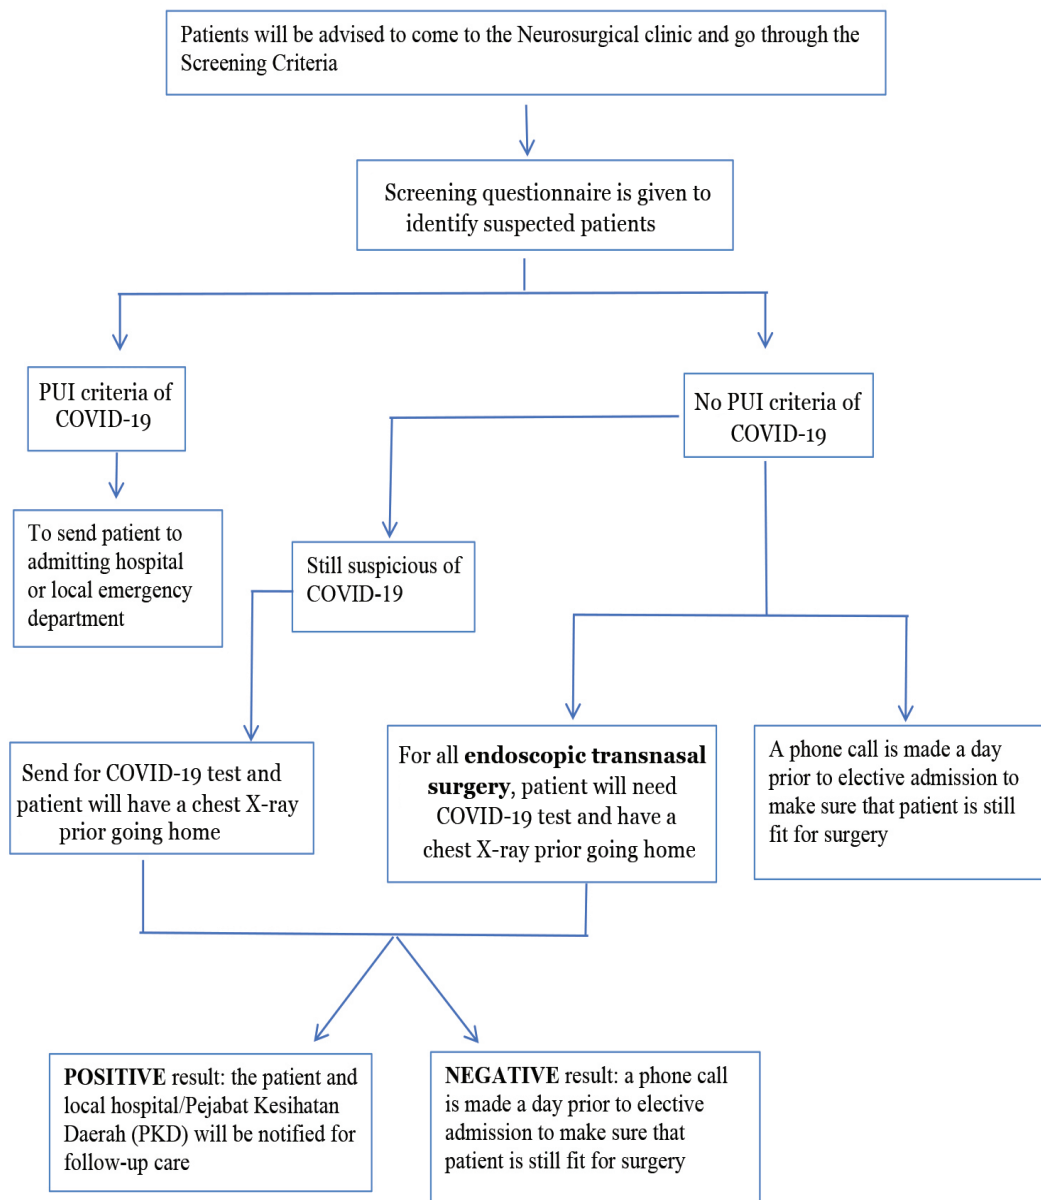 Patients will be advised to come to the Neurosurgical clinic and go through the
Screening Criteria
Screening questionnaire is given to
identify suspected patients
PUI criteria of
COVID-19
No PUI criteria of
COVID-19
To send patient to
admitting hospital
or local emergency
department
Still suspicious of
COVID-19
Send for COVID-19 test and
patient will have a chest X-ray
prior going home
For all endoscopic transnasal
surgery, patient will need
COVID-19 test and have a
chest X-ray prior going home
A phone call is made a day
prior to elective admission to
make sure that patient is still
fit for surgery
POSITIVE result: the patient and
local hospital/Pejabat Kesihatan
Daerah (PKD) will be notified for
follow-up care
NEGATIVE result: a phone call
is made a day prior to elective
admission to make sure that
patient is still fit for surgery